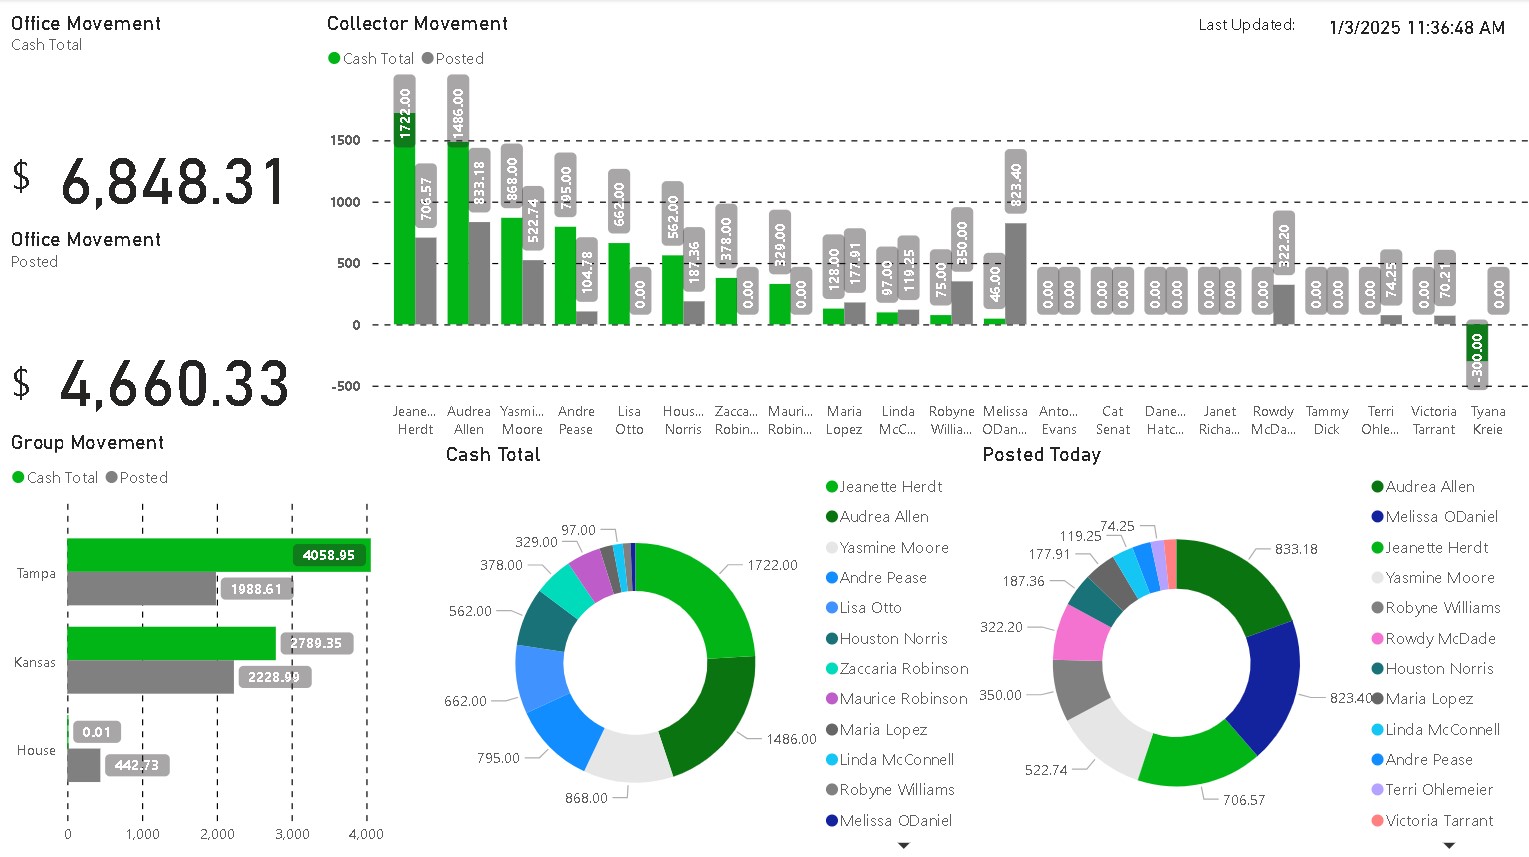 Office Movement
Cash Total
$ 6,848.31
Office Movement
Posted
$ 4,660.33
Collector Movement
Cash Total Posted
Last Updated: 1/3/2025 11:36:48 AM
1500
1000
500
0
-500
1722.00
706.57
1486.00
833.18
868.00
522.74
795.00
104.78
662.00
0.00
562.00
187.36
378.00
0.00
329.00
0.00
128.00
177.91
97.00
119.25
75.00
350.00
46.00
823.40
0.00
0.00
0.00
0.00
0.00
0.00
0.00
0.00
0.00
322.20
0.00
0.00
0.00
74.25
0.00
70.21
-300.00
0.00
Jeane... Herdt
Audrea Allen
Yasmi... Moore
Andre Pease
Lisa Otto
Hous... Norris
Zacca... Robin...
Mauri... Robin...
Maria Lopez
Linda McC...
Robyne Willia...
Melissa ODan...
Anto... Evans
Cat Senat
Dane... Hatc...
Janet Richa...
Rowdy McDa...
Tammy Dick
Terri Ohle...
Victoria Tarrant
Tyana Kreie
Group Movement
Cash Total Posted
Tampa
4058.95
1988.61
Kansas
2789.35
2228.99
House
0.01
442.73
0 1,000 2,000 3,000 4,000
Cash Total
97.00
329.00
378.00
562.00
662.00
795.00
868.00
1486.00
1722.00
Jeanette Herdt
Audrea Allen
Yasmine Moore
Andre Pease
Lisa Otto
Houston Norris
Zaccaria Robinson
Maurice Robinson
Maria Lopez
Linda McConnell
Robyne Williams
Melissa ODaniel
Posted Today
74.25
119.25
177.91
187.36
322.20
350.00
522.74
706.57
823.40
833.18
Audrea Allen
Melissa ODaniel
Jeanette Herdt
Yasmine Moore
Robyne Williams
Rowdy McDade
Houston Norris
Maria Lopez
Linda McConnell
Andre Pease
Terri Ohlemeier
Victoria Tarrant